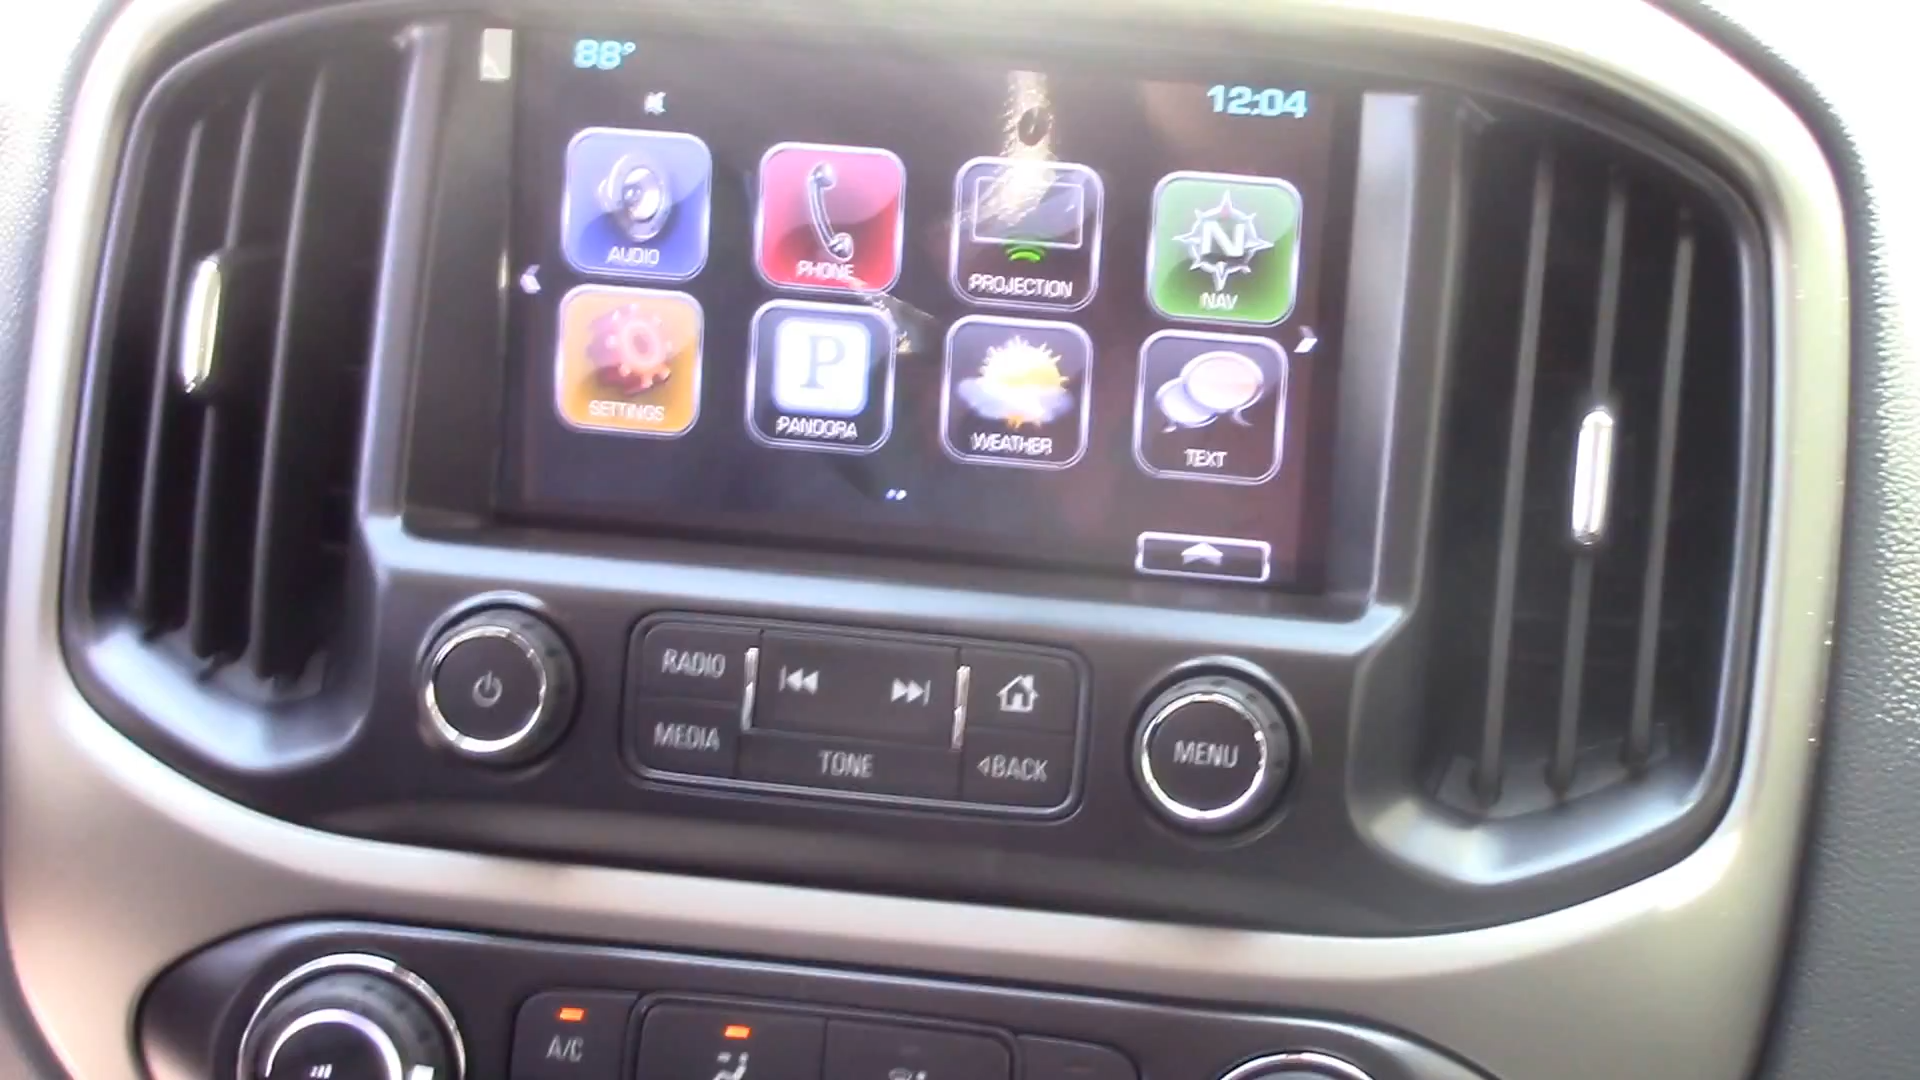 88°
12:04
AUDIO
PHONE
PROJECTION
N
NAV
SETTINGS
P
PANDORA
WEATHER
TEXT
RADIO
MEDIA
TONE
◁BACK
MENU
A/C